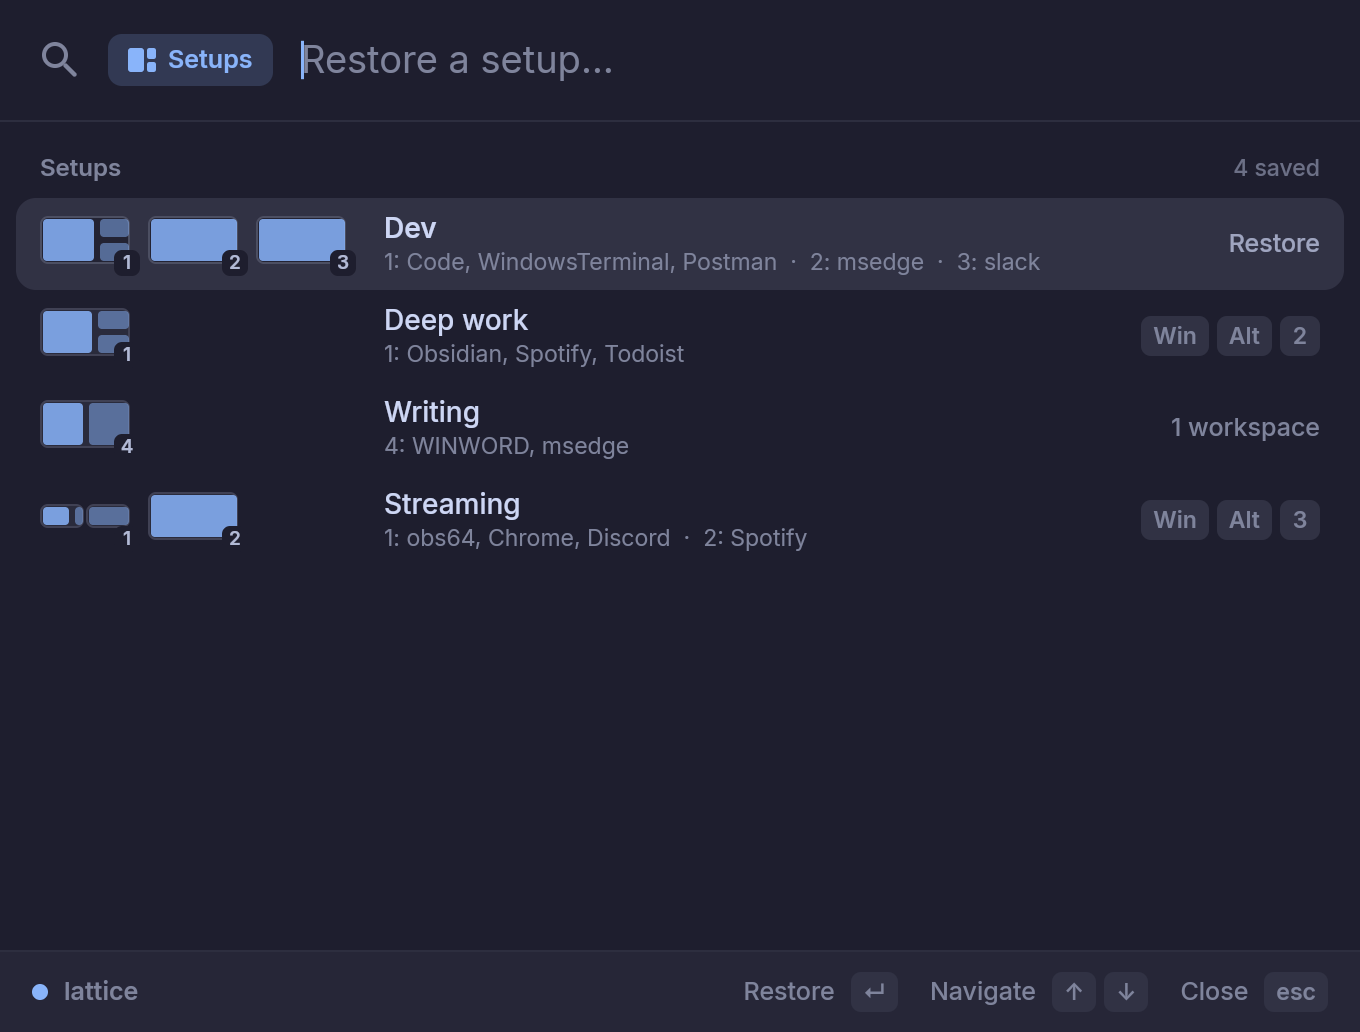 Setups Restore a setup...
Setups 4 saved
1 2 3 Dev Restore
1: Code, WindowsTerminal, Postman · 2: msedge · 3: slack
1 Deep work Win Alt 2
1: Obsidian, Spotify, Todoist
4 Writing 1 workspace
4: WINWORD, msedge
1 2 Streaming Win Alt 3
1: obs64, Chrome, Discord · 2: Spotify
lattice Restore ↵ Navigate ↑ ↓ Close esc